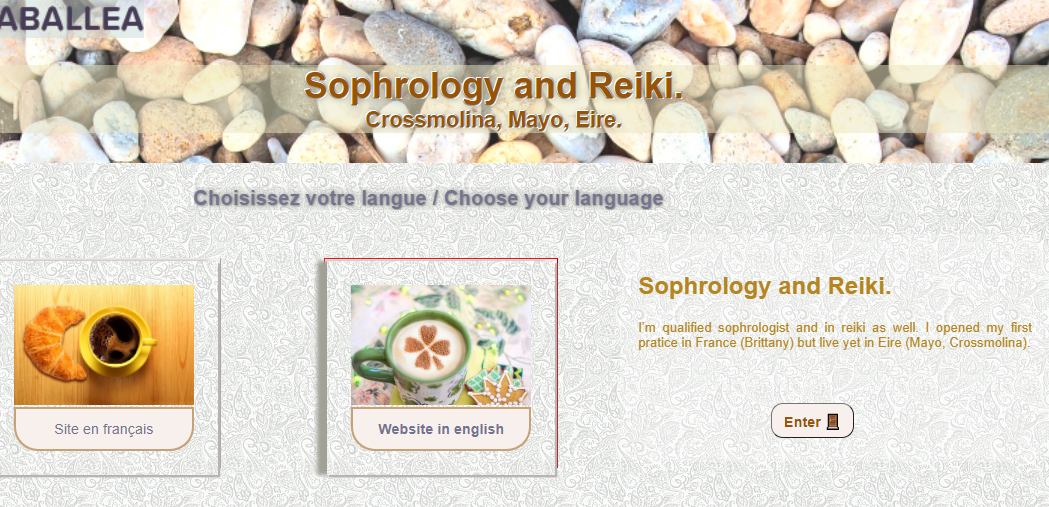 ABALLEA
Sophrology and Reiki.
Crossmolina, Mayo, Eire.
Choisissez votre langue / Choose your language
Site en français
Website in english
Sophrology and Reiki.
I'm qualified sophrologist and in reiki as well. I opened my first
pratice in France (Brittany) but live yet in Eire (Mayo, Crossmolina).
Enter